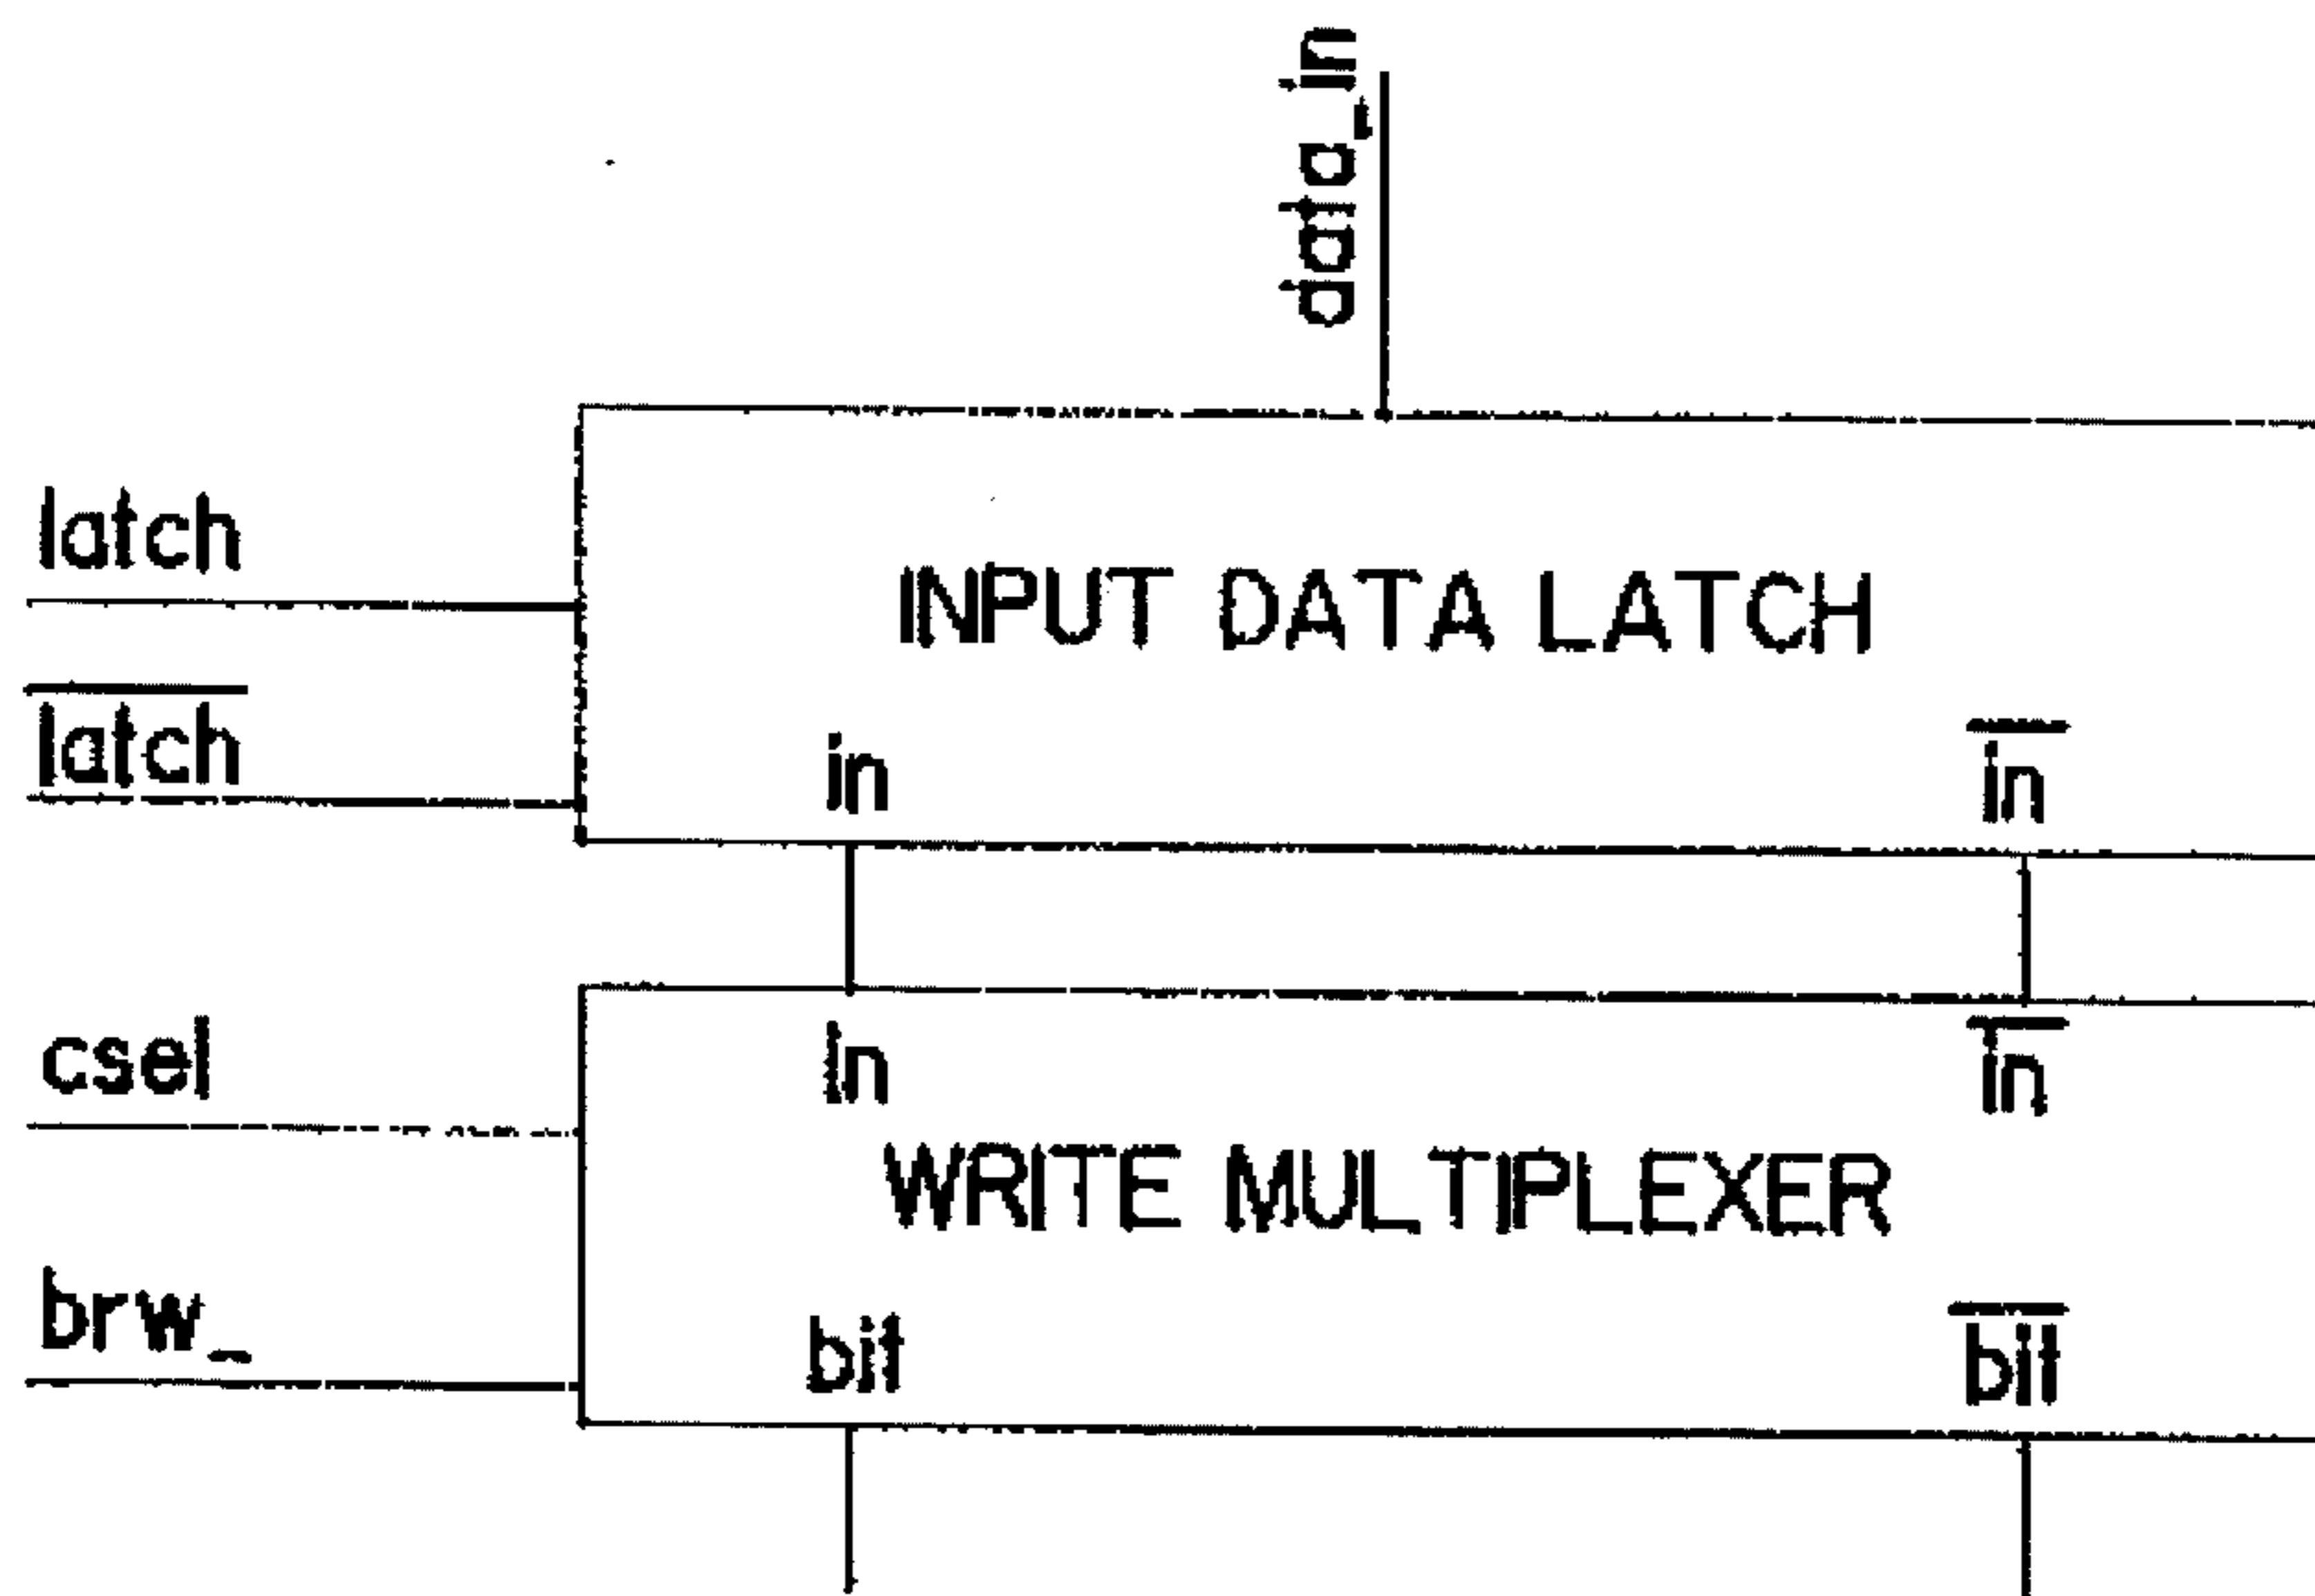 data_in
latch
INPUT DATA LATCH
latch
in
in
csel
in
in
WRITE MULTIPLEXER
brw_
bit
bit